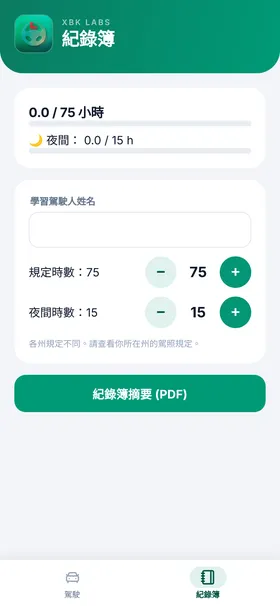 XBK LABS
紀錄簿
0.0 / 75 小時
🌙 夜間： 0.0 / 15 h
學習駕駛人姓名
規定時數：75
− 75 +
夜間時數：15
− 15 +
各州規定不同。請查看你所在州的駕照規定。
紀錄簿摘要 (PDF)
駕駛
紀錄簿